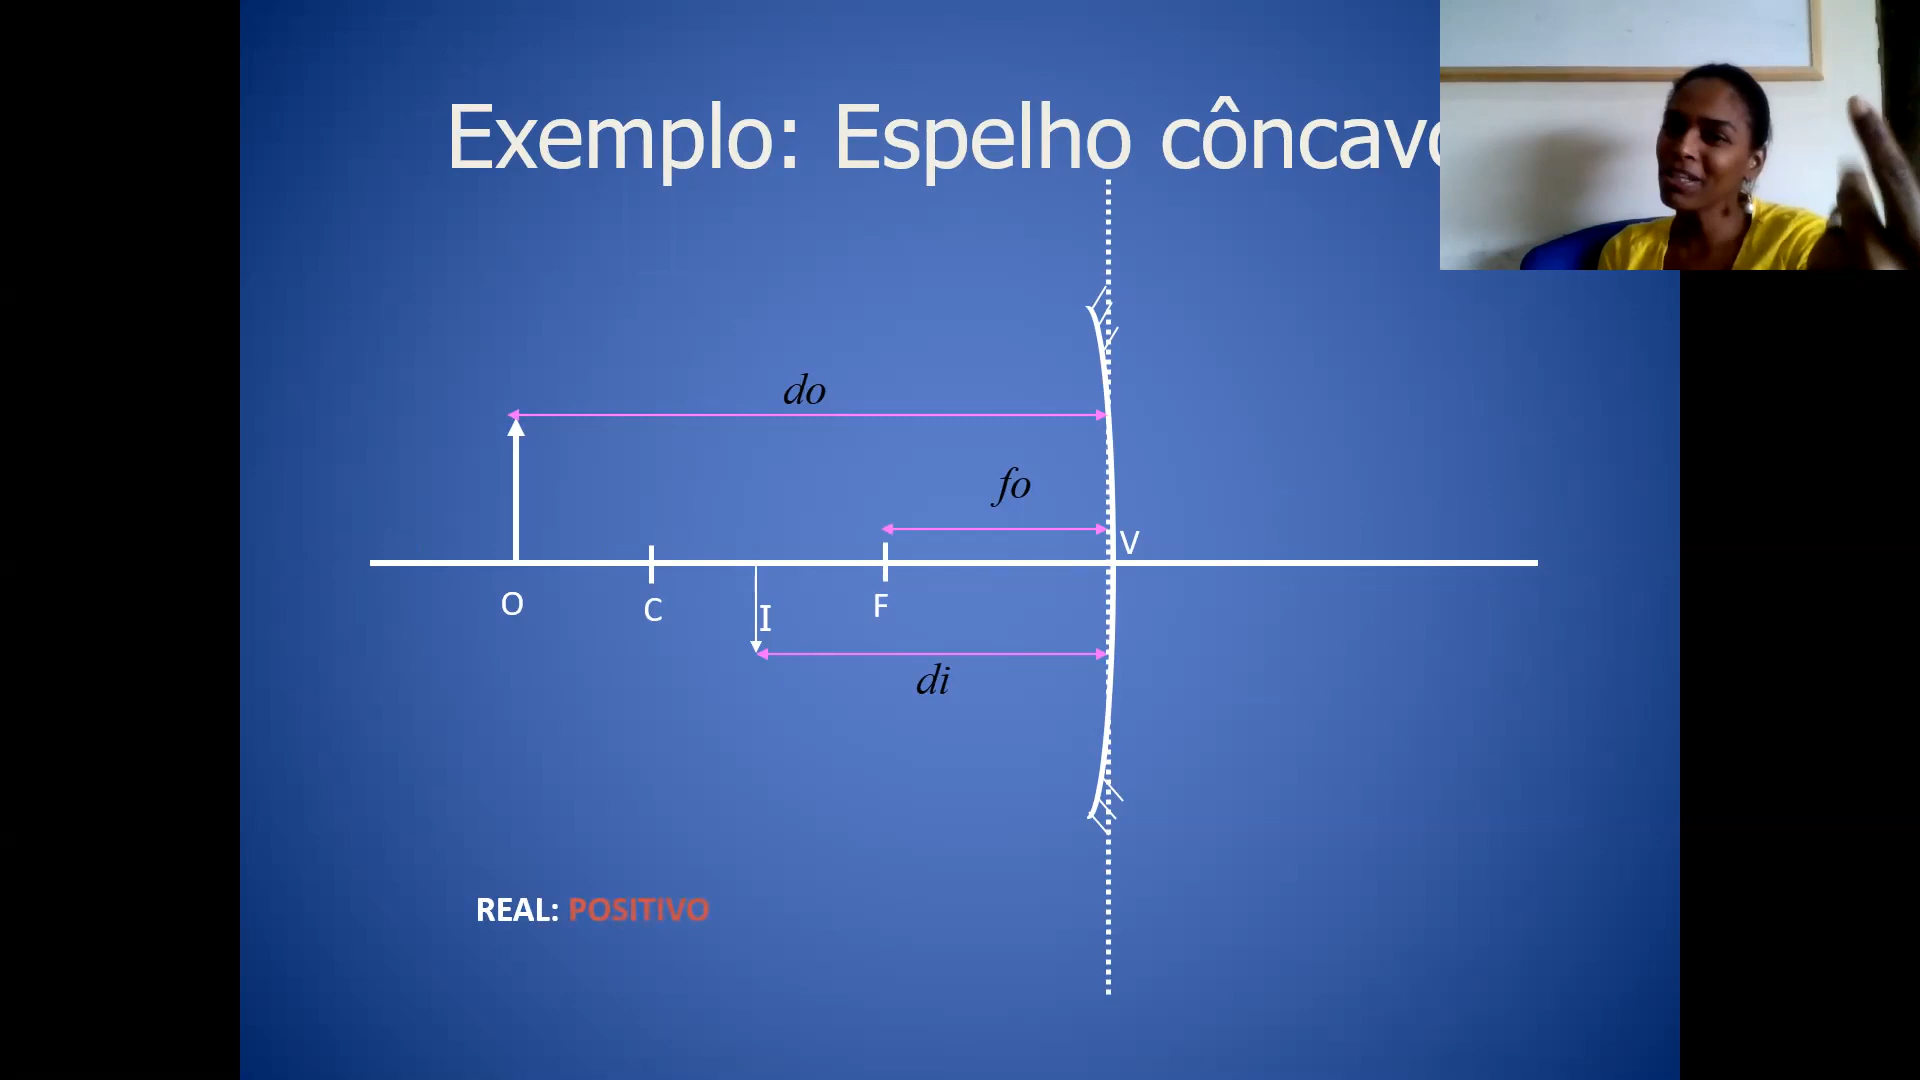 Exemplo: Espelho côncavo
do
fo
V
O
C
I
F
di
REAL: POSITIVO